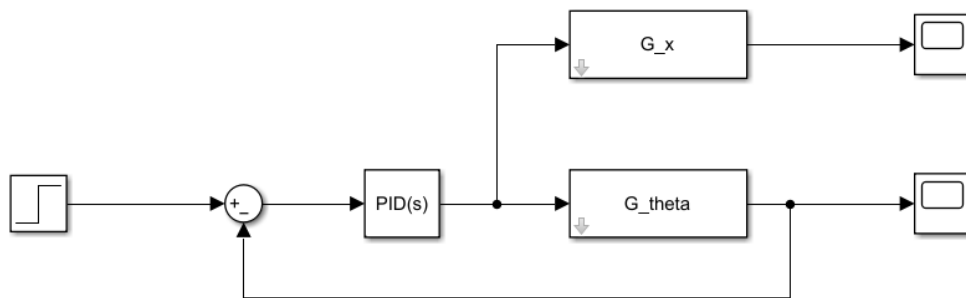 G_x
+
-
PID(s)
G_theta